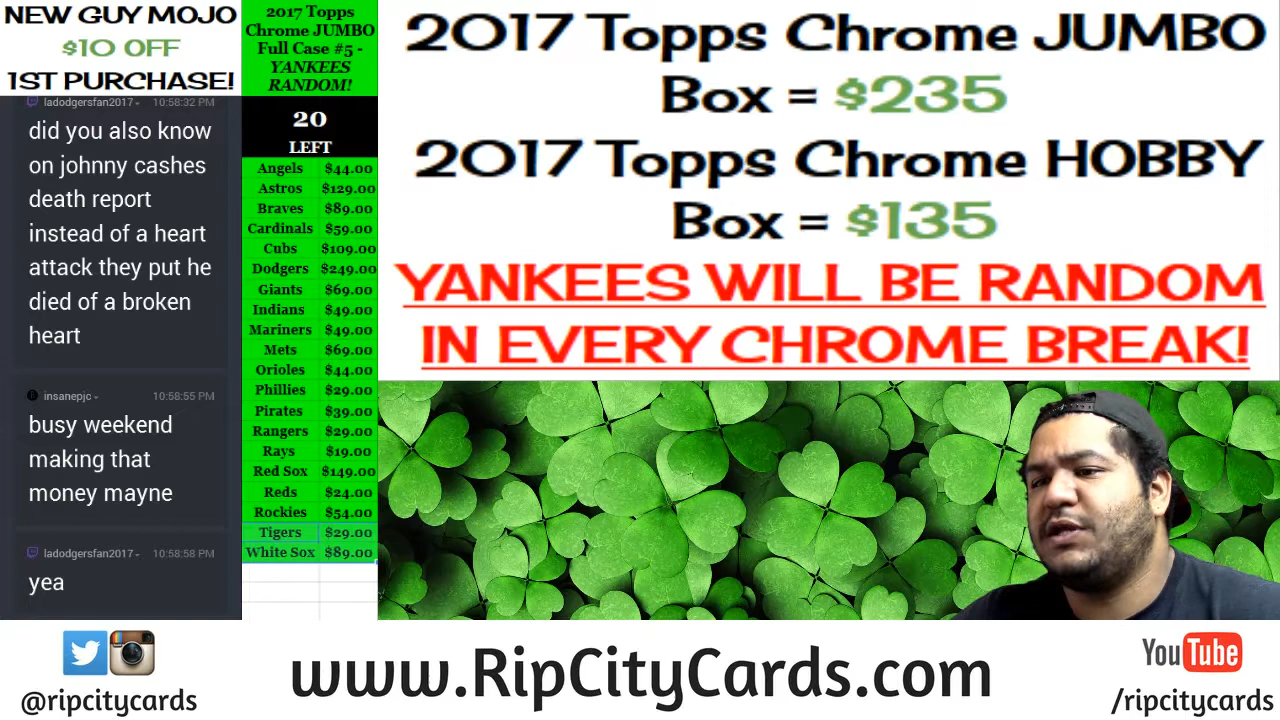 NEW GUY MOJO
$10 OFF
1ST PURCHASE!
ladodgersfan2017 10:58:32 PM
did you also know
on johnny cashes
death report
instead of a heart
attack they put he
died of a broken
heart
insanepjc 10:58:55 PM
busy weekend
making that
money mayne
ladodgersfan2017 10:58:58 PM
yea
2017 Topps
Chrome JUMBO
Full Case #5 -
YANKEES
RANDOM!
20
LEFT
Angels $44.00
Astros $129.00
Braves $89.00
Cardinals $59.00
Cubs $109.00
Dodgers $249.00
Giants $69.00
Indians $49.00
Mariners $49.00
Mets $69.00
Orioles $44.00
Phillies $29.00
Pirates $39.00
Rangers $29.00
Rays $19.00
Red Sox $149.00
Reds $24.00
Rockies $54.00
Tigers $29.00
White Sox $89.00
2017 Topps Chrome JUMBO
Box = $235
2017 Topps Chrome HOBBY
Box = $135
YANKEES WILL BE RANDOM
IN EVERY CHROME BREAK!
@ripcitycards
www.RipCityCards.com
YouTube
/ripcitycards